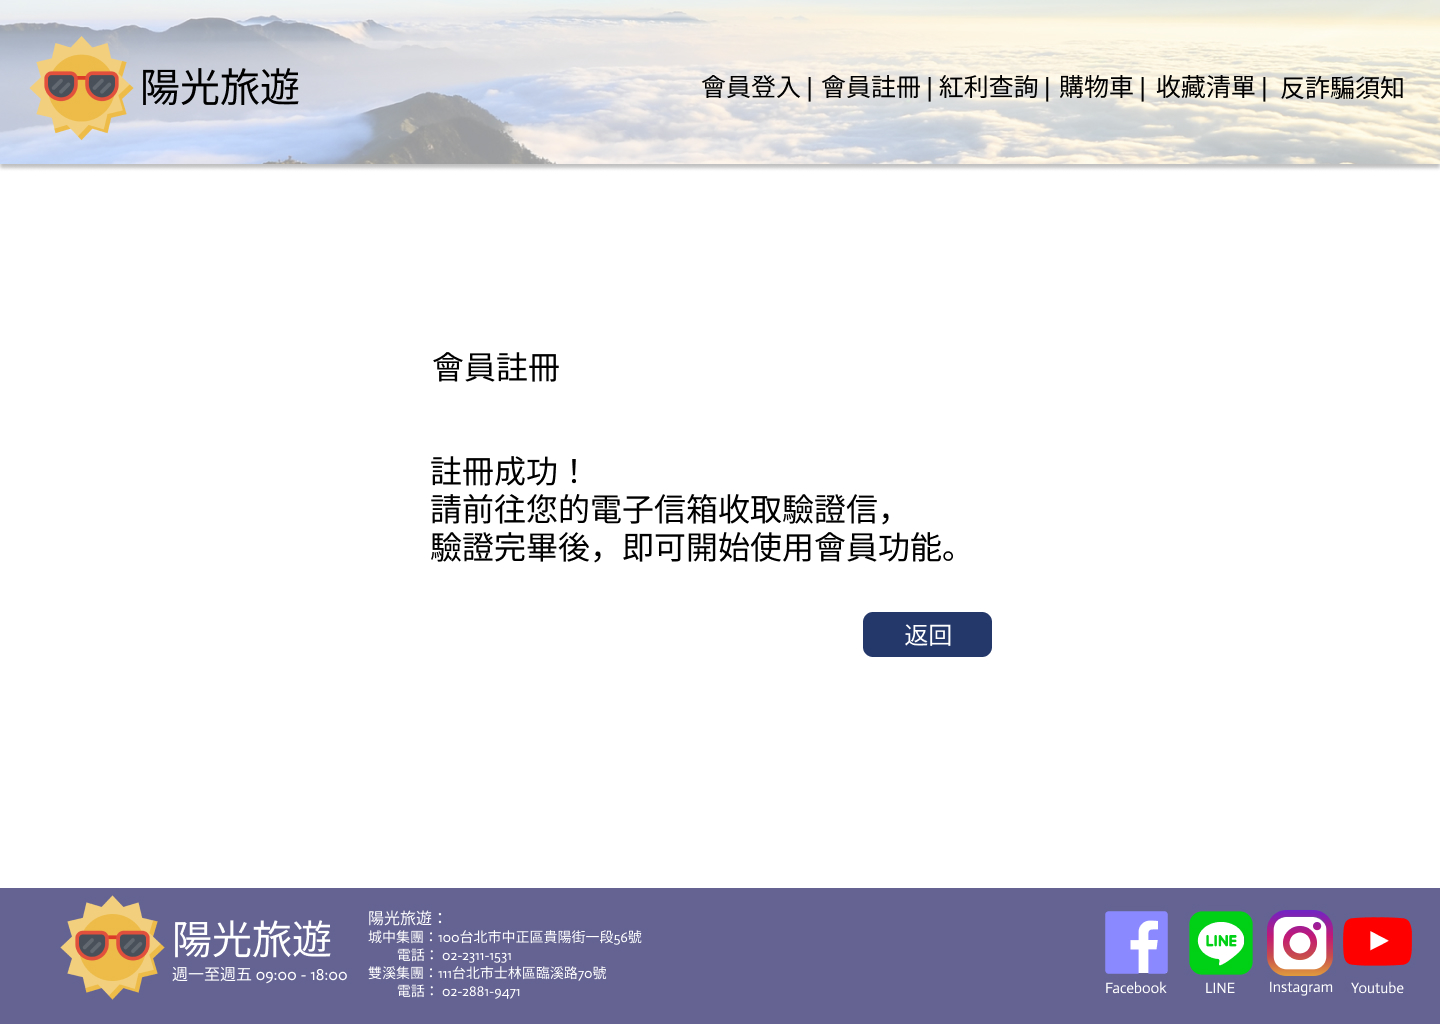 陽光旅遊
會員登入 | 會員註冊 | 紅利查詢 | 購物車 | 收藏清單 | 反詐騙須知
會員註冊
註冊成功！
請前往您的電子信箱收取驗證信，
驗證完畢後，即可開始使用會員功能。
返回
陽光旅遊
週一至週五 09:00 - 18:00
陽光旅遊：
城中集團：100台北市中正區貴陽街一段56號
電話： 02-2311-1531
雙溪集團：111台北市士林區臨溪路70號
電話： 02-2881-9471
LINE
Facebook LINE Instagram Youtube